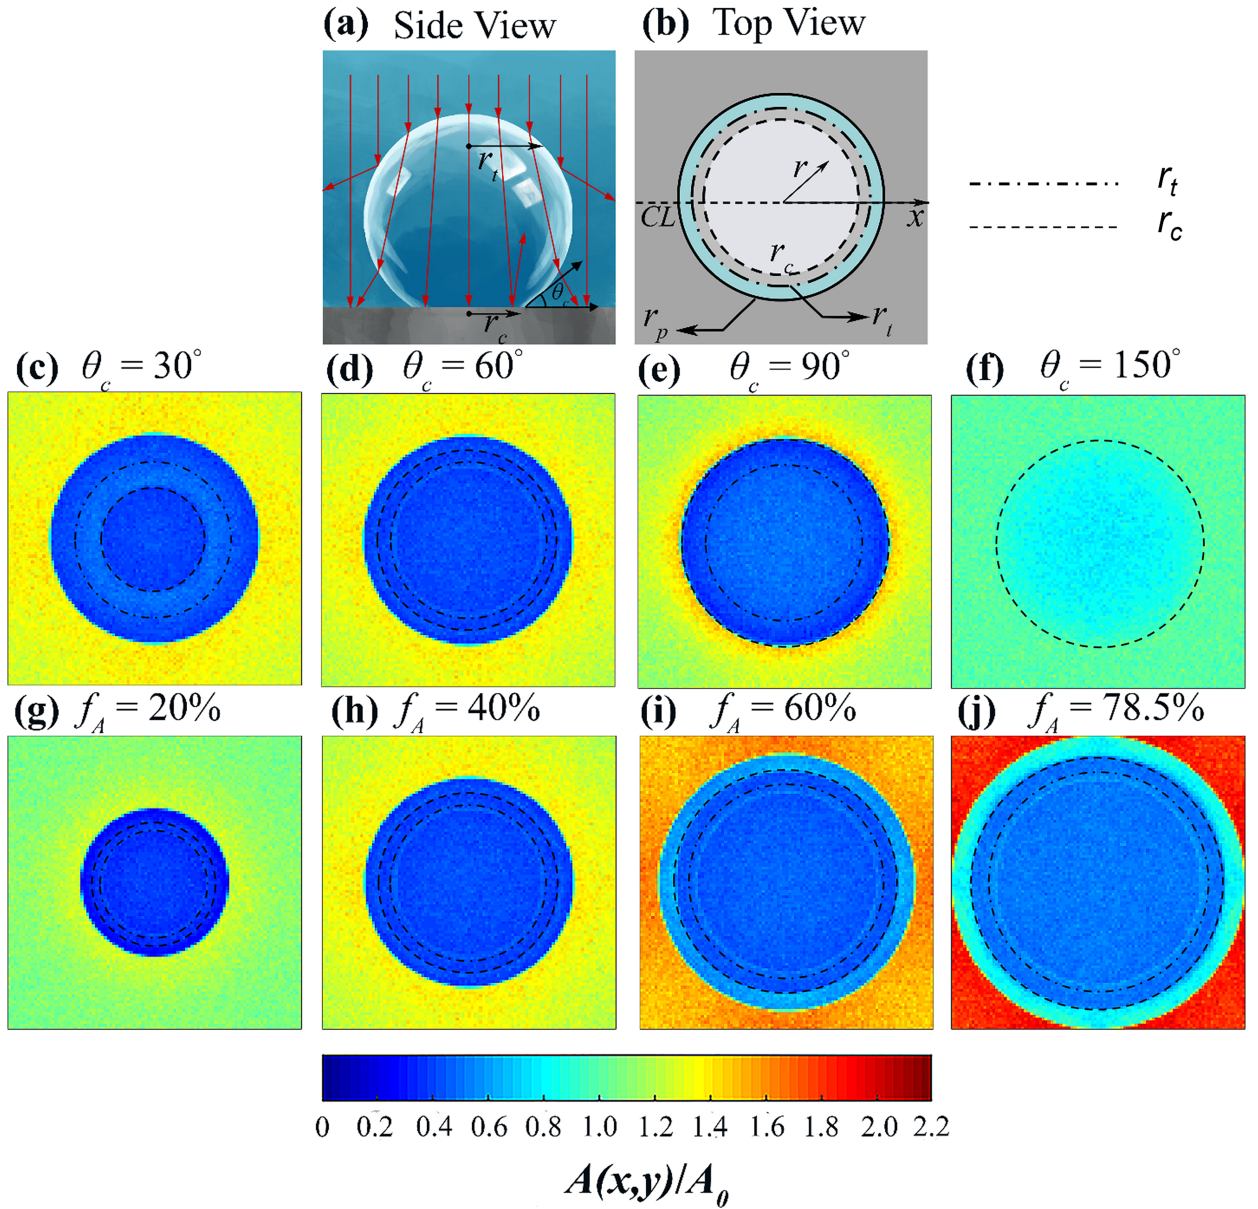 (a) Side View
(b) Top View
r_t
θ_c
r_c
r
CL
x
r_c
r_p
r_t
r_t
r_c
(c) θ_c = 30°
(d) θ_c = 60°
(e) θ_c = 90°
(f) θ_c = 150°
(g) f_A = 20%
(h) f_A = 40%
(i) f_A = 60%
(j) f_A = 78.5%
0 0.2 0.4 0.6 0.8 1.0 1.2 1.4 1.6 1.8 2.0 2.2
A(x,y)/A_0